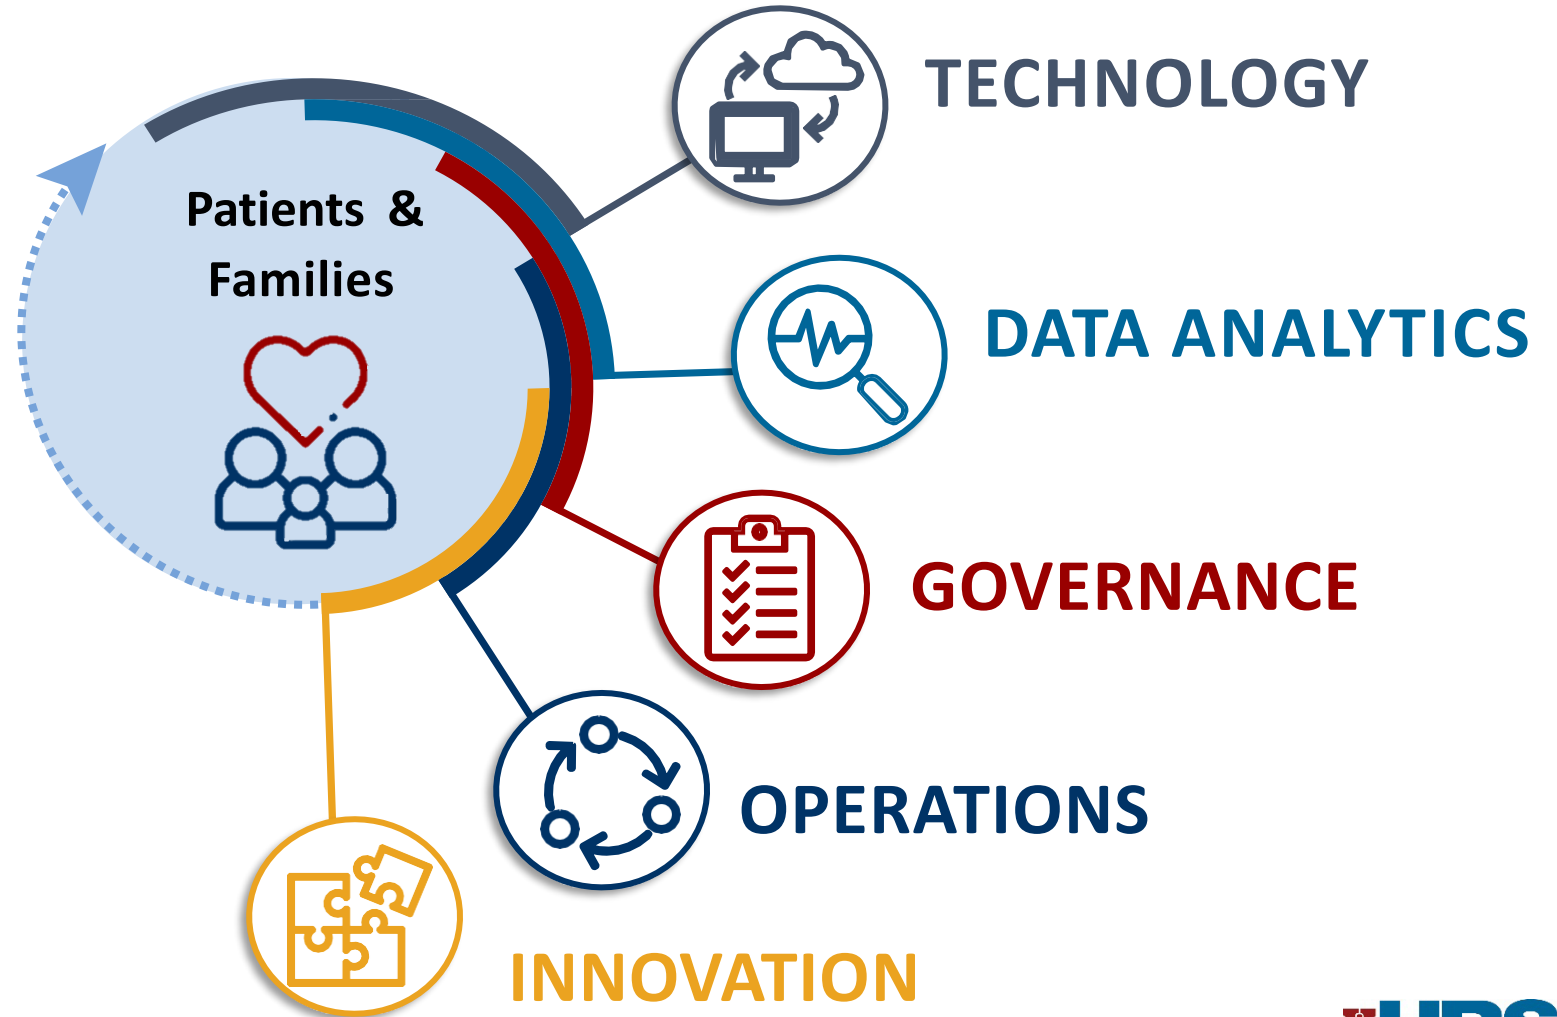 TECHNOLOGY
Patients &
Families
DATA ANALYTICS
GOVERNANCE
OPERATIONS
INNOVATION